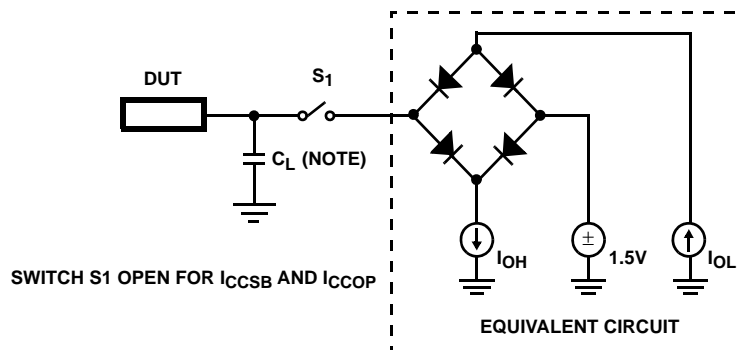 DUT
S1
CL (NOTE)
IOH
±
1.5V
IOL
SWITCH S1 OPEN FOR ICCSB AND ICCOP
EQUIVALENT CIRCUIT